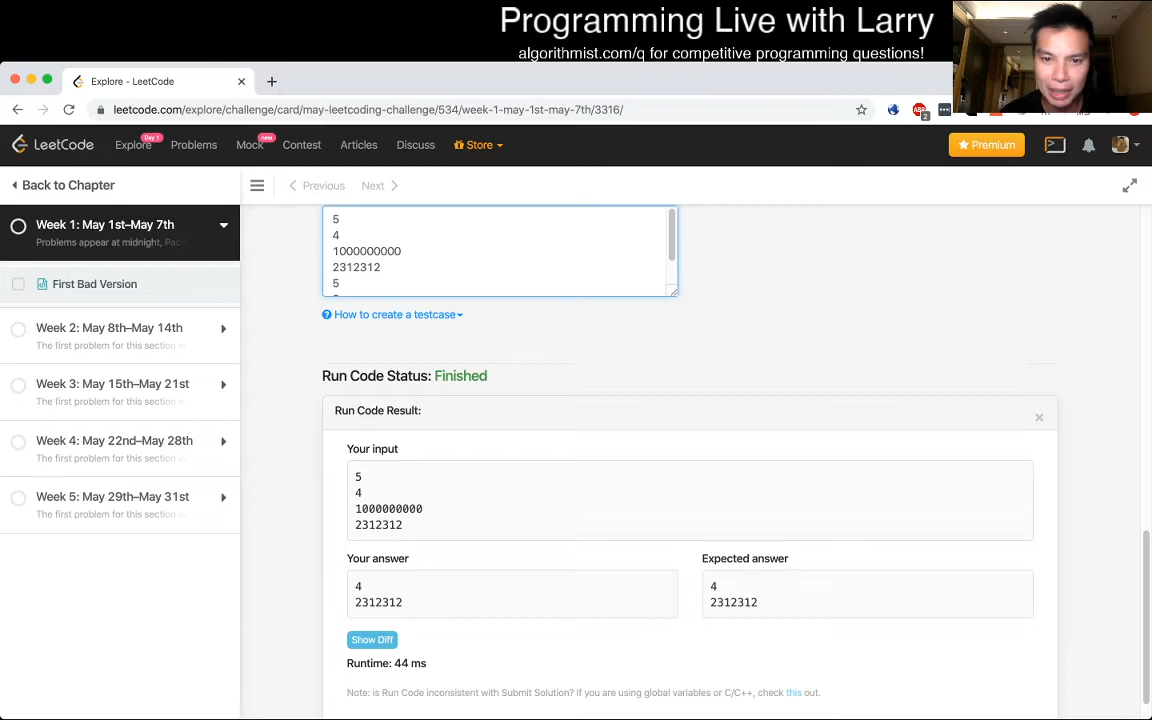 Programming Live with Larry
algorithmist.com/q for competitive programming questions!
Explore - LeetCode
leetcode.com/explore/challenge/card/may-leetcoding-challenge/534/week-1-may-1st-may-7th/3316/
ABP
2
LeetCode
Explore
Day 1
Problems
Mock
new
Contest
Articles
Discuss
Store
Premium
Back to Chapter
Previous
Next
Week 1: May 1st–May 7th
Problems appear at midnight, Pac
First Bad Version
Week 2: May 8th–May 14th
The first problem for this section
Week 3: May 15th–May 21st
The first problem for this section
Week 4: May 22nd–May 28th
The first problem for this section
Week 5: May 29th–May 31st
The first problem for this section
5
4
1000000000
2312312
5
How to create a testcase
Run Code Status: Finished
Run Code Result:
Your input
5
4
1000000000
2312312
Your answer
4
2312312
Expected answer
4
2312312
Show Diff
Runtime: 44 ms
Note: is Run Code inconsistent with Submit Solution? If you are using global variables or C/C++, check this out.